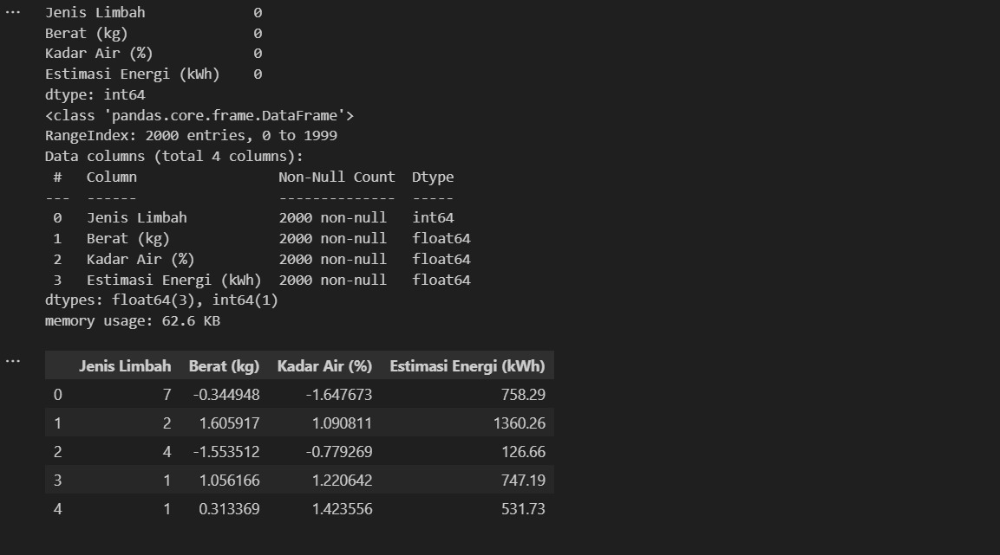 ...
Jenis Limbah 0
Berat (kg) 0
Kadar Air (%) 0
Estimasi Energi (kWh) 0
dtype: int64
<class 'pandas.core.frame.DataFrame'>
RangeIndex: 2000 entries, 0 to 1999
Data columns (total 4 columns):
# Column Non-Null Count Dtype
--- ------ -------------- -----
0 Jenis Limbah 2000 non-null int64
1 Berat (kg) 2000 non-null float64
2 Kadar Air (%) 2000 non-null float64
3 Estimasi Energi (kWh) 2000 non-null float64
dtypes: float64(3), int64(1)
memory usage: 62.6 KB
...
Jenis Limbah Berat (kg) Kadar Air (%) Estimasi Energi (kWh)
0 7 -0.344948 -1.647673 758.29
1 2 1.605917 1.090811 1360.26
2 4 -1.553512 -0.779269 126.66
3 1 1.056166 1.220642 747.19
4 1 0.313369 1.423556 531.73